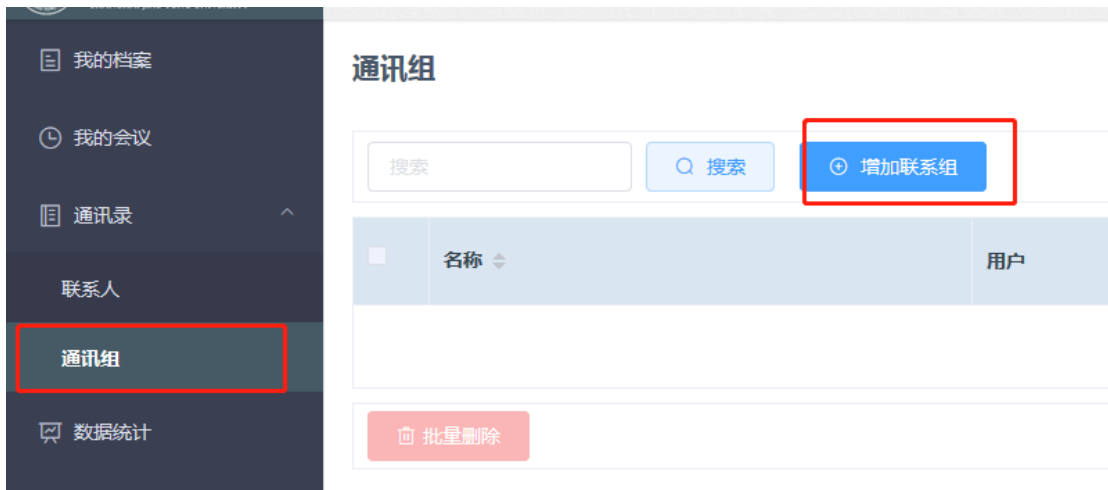 我的档案
我的会议
通讯录
联系人
通讯组
数据统计
通讯组
搜索
搜索
增加联系组
名称
用户
批量删除